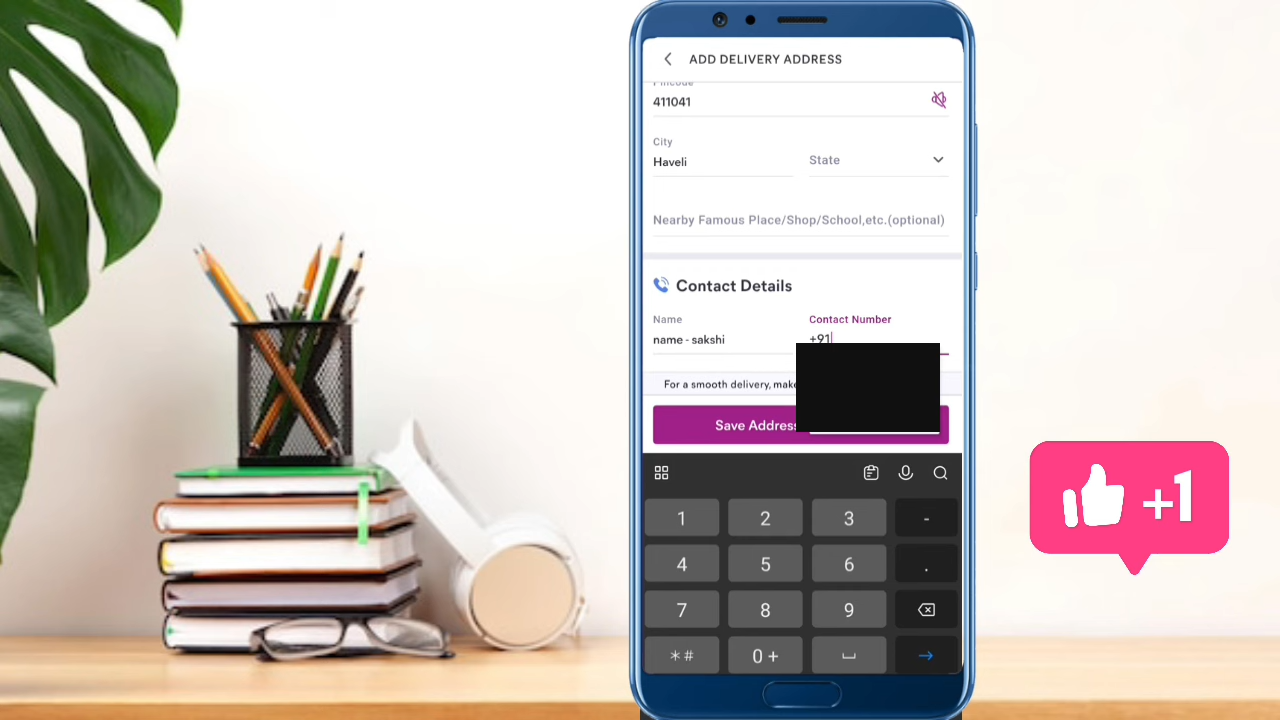 ADD DELIVERY ADDRESS
Pincode
411041
City
Haveli
State
Nearby Famous Place/Shop/School,etc.(optional)
Contact Details
Name
Contact Number
name - sakshi
+91
For a smooth delivery, make
Save Address
1 2 3 -
4 5 6 .
7 8 9
*# 0 +
+1